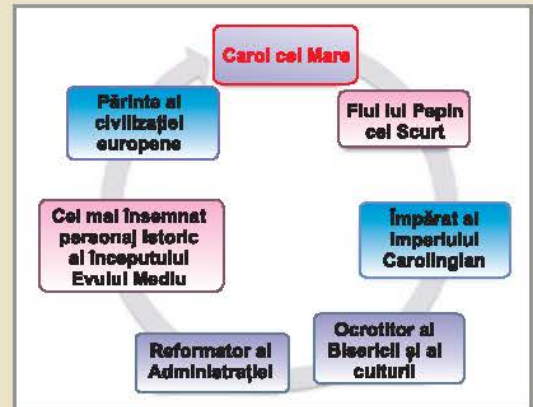 Carol cel Mare
Fiul lui Pepin
cel Scurt
Împărat al
Imperiului
Carolingian
Ocrotitor al
Bisericii și al
culturii
Reformator al
Administrației
Cel mai însemnat
personaj istoric
al începutului
Evului Mediu
Părinte al
civilizației
europene